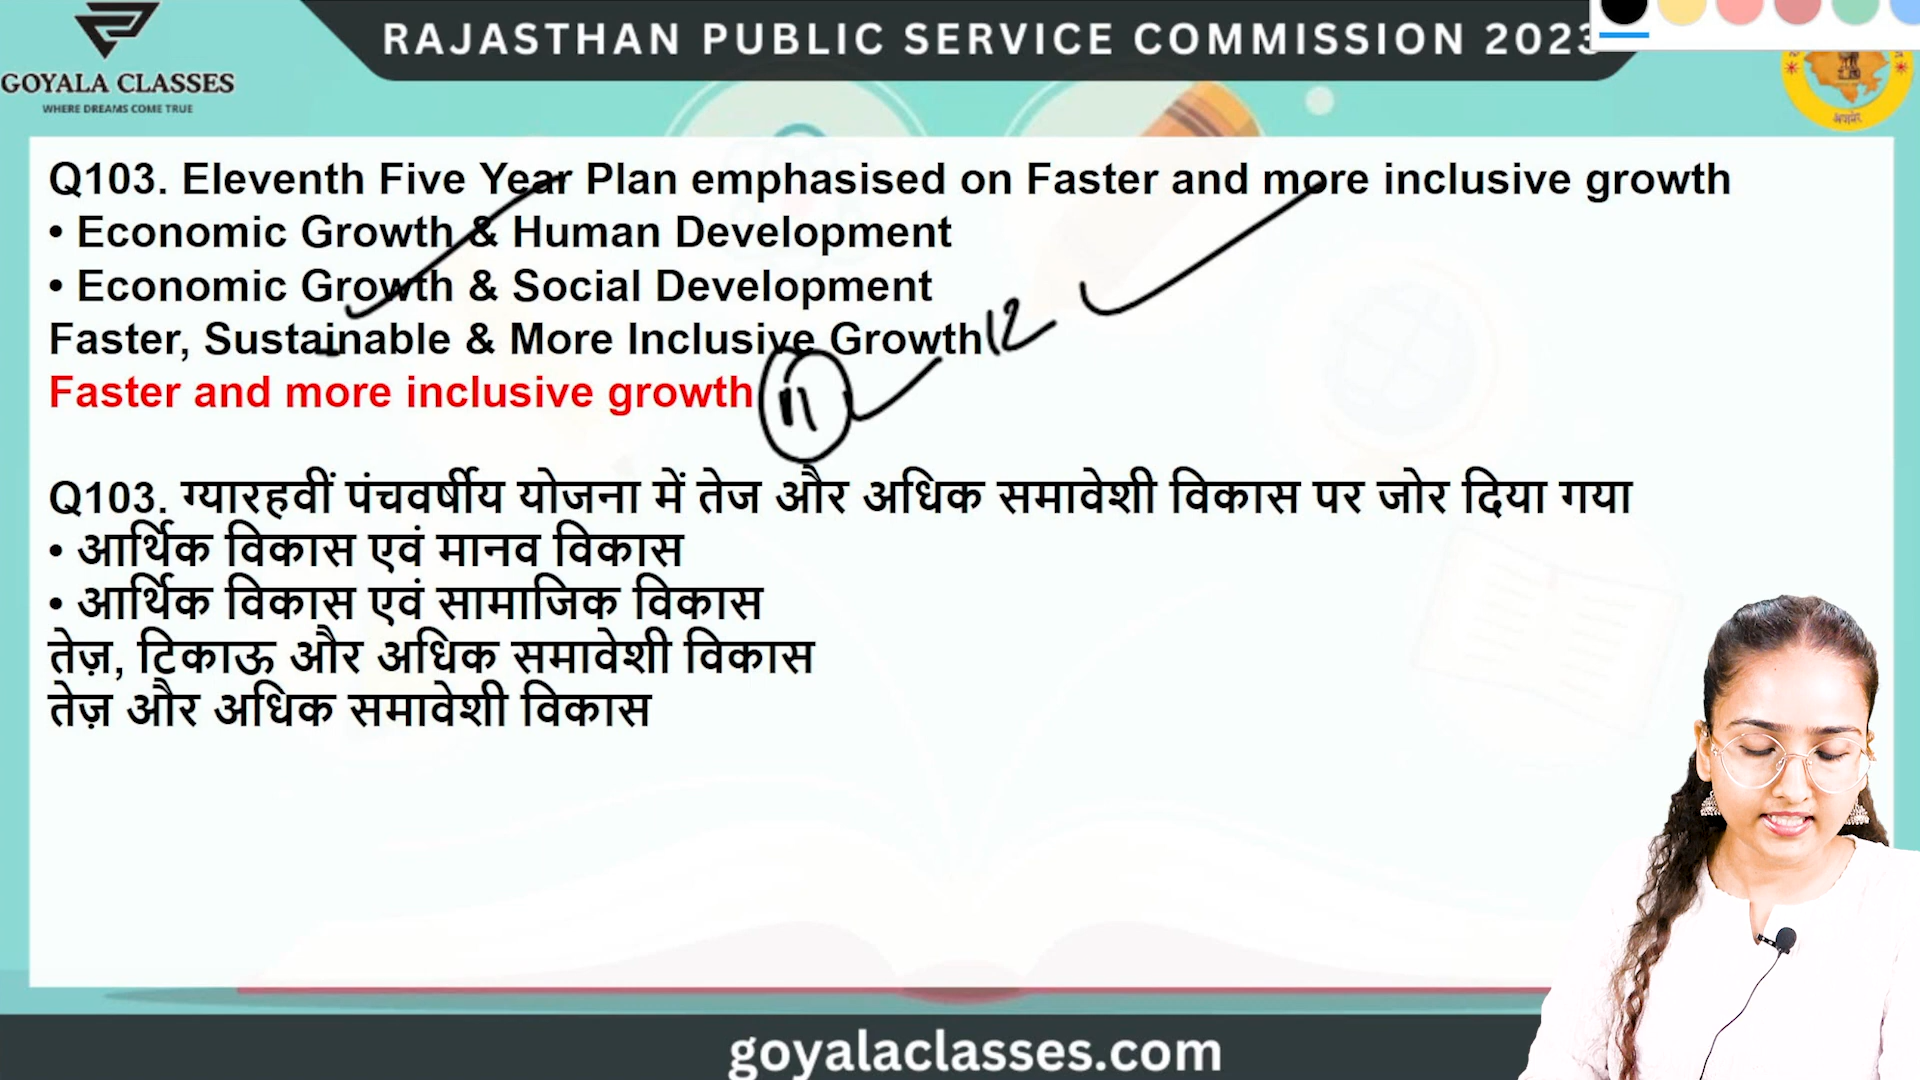 GOYALA CLASSES
WHERE DREAMS COME TRUE
RAJASTHAN PUBLIC SERVICE COMMISSION 2023
अजमेर
Q103. Eleventh Five Year Plan emphasised on Faster and more inclusive growth
• Economic Growth & Human Development
• Economic Growth & Social Development
Faster, Sustainable & More Inclusive Growth 12
Faster and more inclusive growth 11
Q103. ग्यारहवीं पंचवर्षीय योजना में तेज और अधिक समावेशी विकास पर जोर दिया गया
• आर्थिक विकास एवं मानव विकास
• आर्थिक विकास एवं सामाजिक विकास
तेज़, टिकाऊ और अधिक समावेशी विकास
तेज़ और अधिक समावेशी विकास
goyalaclasses.com